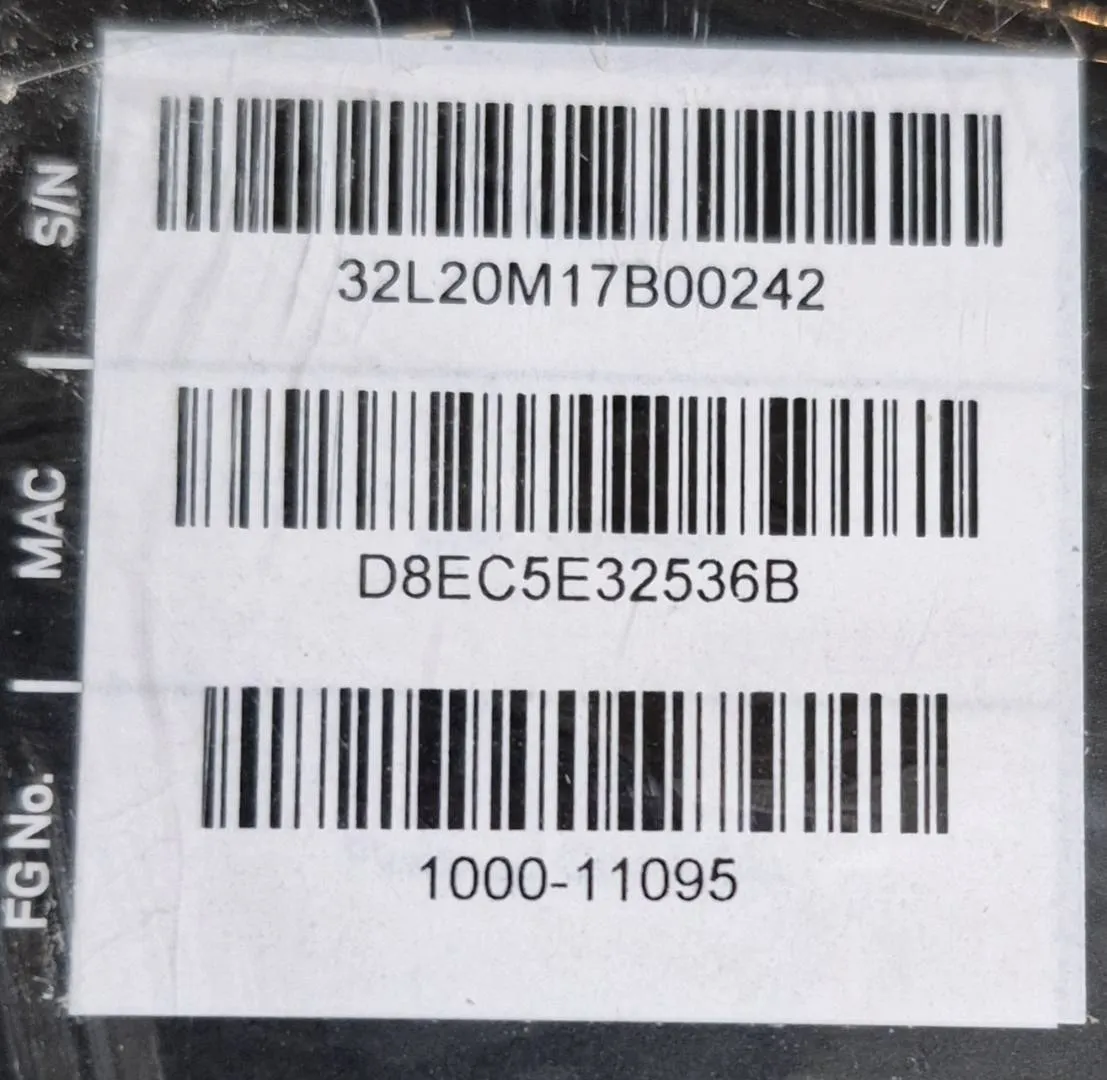 S/N
32L20M17B00242
MAC
D8EC5E32536B
FG No.
1000-11095